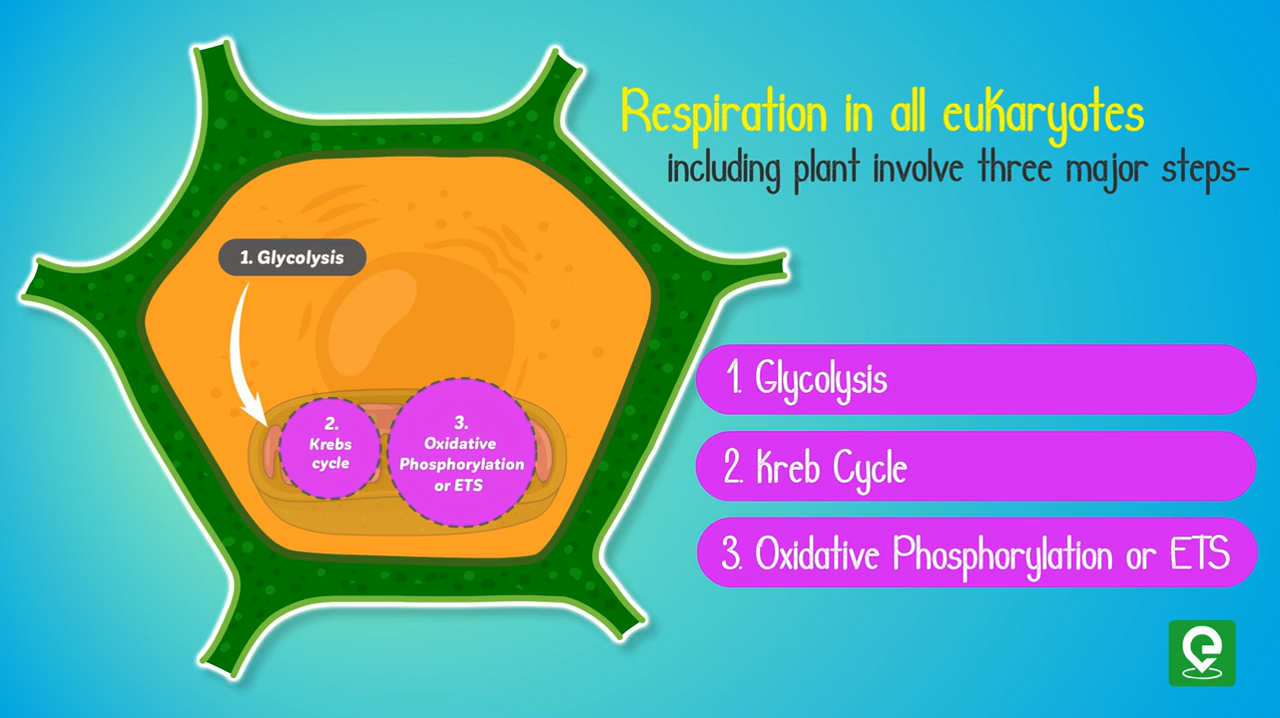 Respiration in all euKaryotes
including plant involve three major steps-
1. Glycolysis
2.
Krebs
cycle
3.
Oxidative
Phosphorylation
or ETS
1. Glycolysis
2. Kreb Cycle
3. Oxidative Phosphorylation or ETS